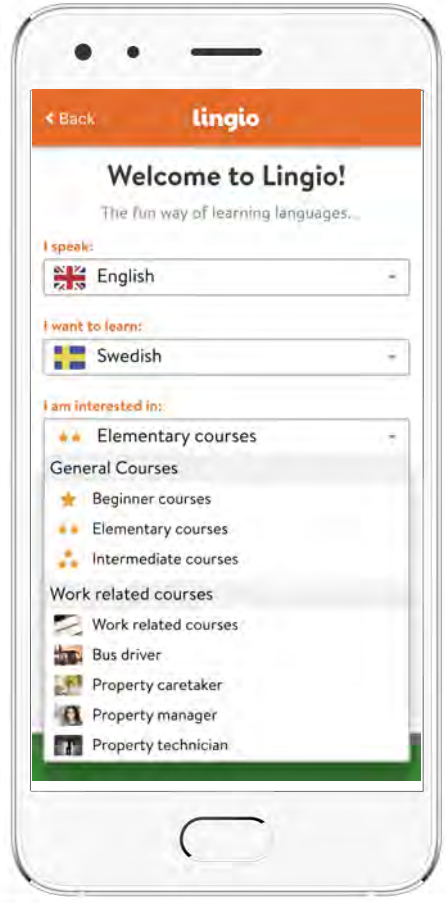 Back
lingio
Welcome to Lingio!
The fun way of learning languages...
I speak:
English
I want to learn:
Swedish
I am interested in:
Elementary courses
General Courses
Beginner courses
Elementary courses
Intermediate courses
Work related courses
Work related courses
Bus driver
Property caretaker
Property manager
Property technician